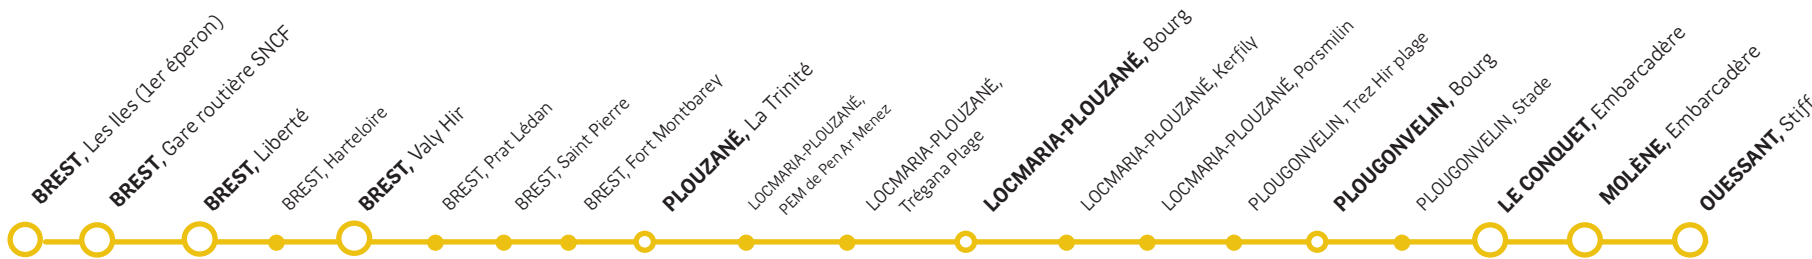 BREST, Les Iles (1er éperon)
BREST, Gare routière SNCF
BREST, Liberté
BREST, Harteloire
BREST, Valy Hir
BREST, Prat Lédan
BREST, Saint Pierre
BREST, Fort Montbarey
PLOUZANÉ, La Trinité
LOCMARIA-PLOUZANÉ,
PEM de Pen Ar Menez
LOCMARIA-PLOUZANÉ,
Trégana Plage
LOCMARIA-PLOUZANÉ, Bourg
LOCMARIA-PLOUZANÉ, Kerfily
LOCMARIA-PLOUZANÉ, Porsmilin
PLOUGONVELIN, Trez Hir plage
PLOUGONVELIN, Bourg
PLOUGONVELIN, Stade
LE CONQUET, Embarcadère
MOLÈNE, Embarcadère
OUESSANT, Stiff